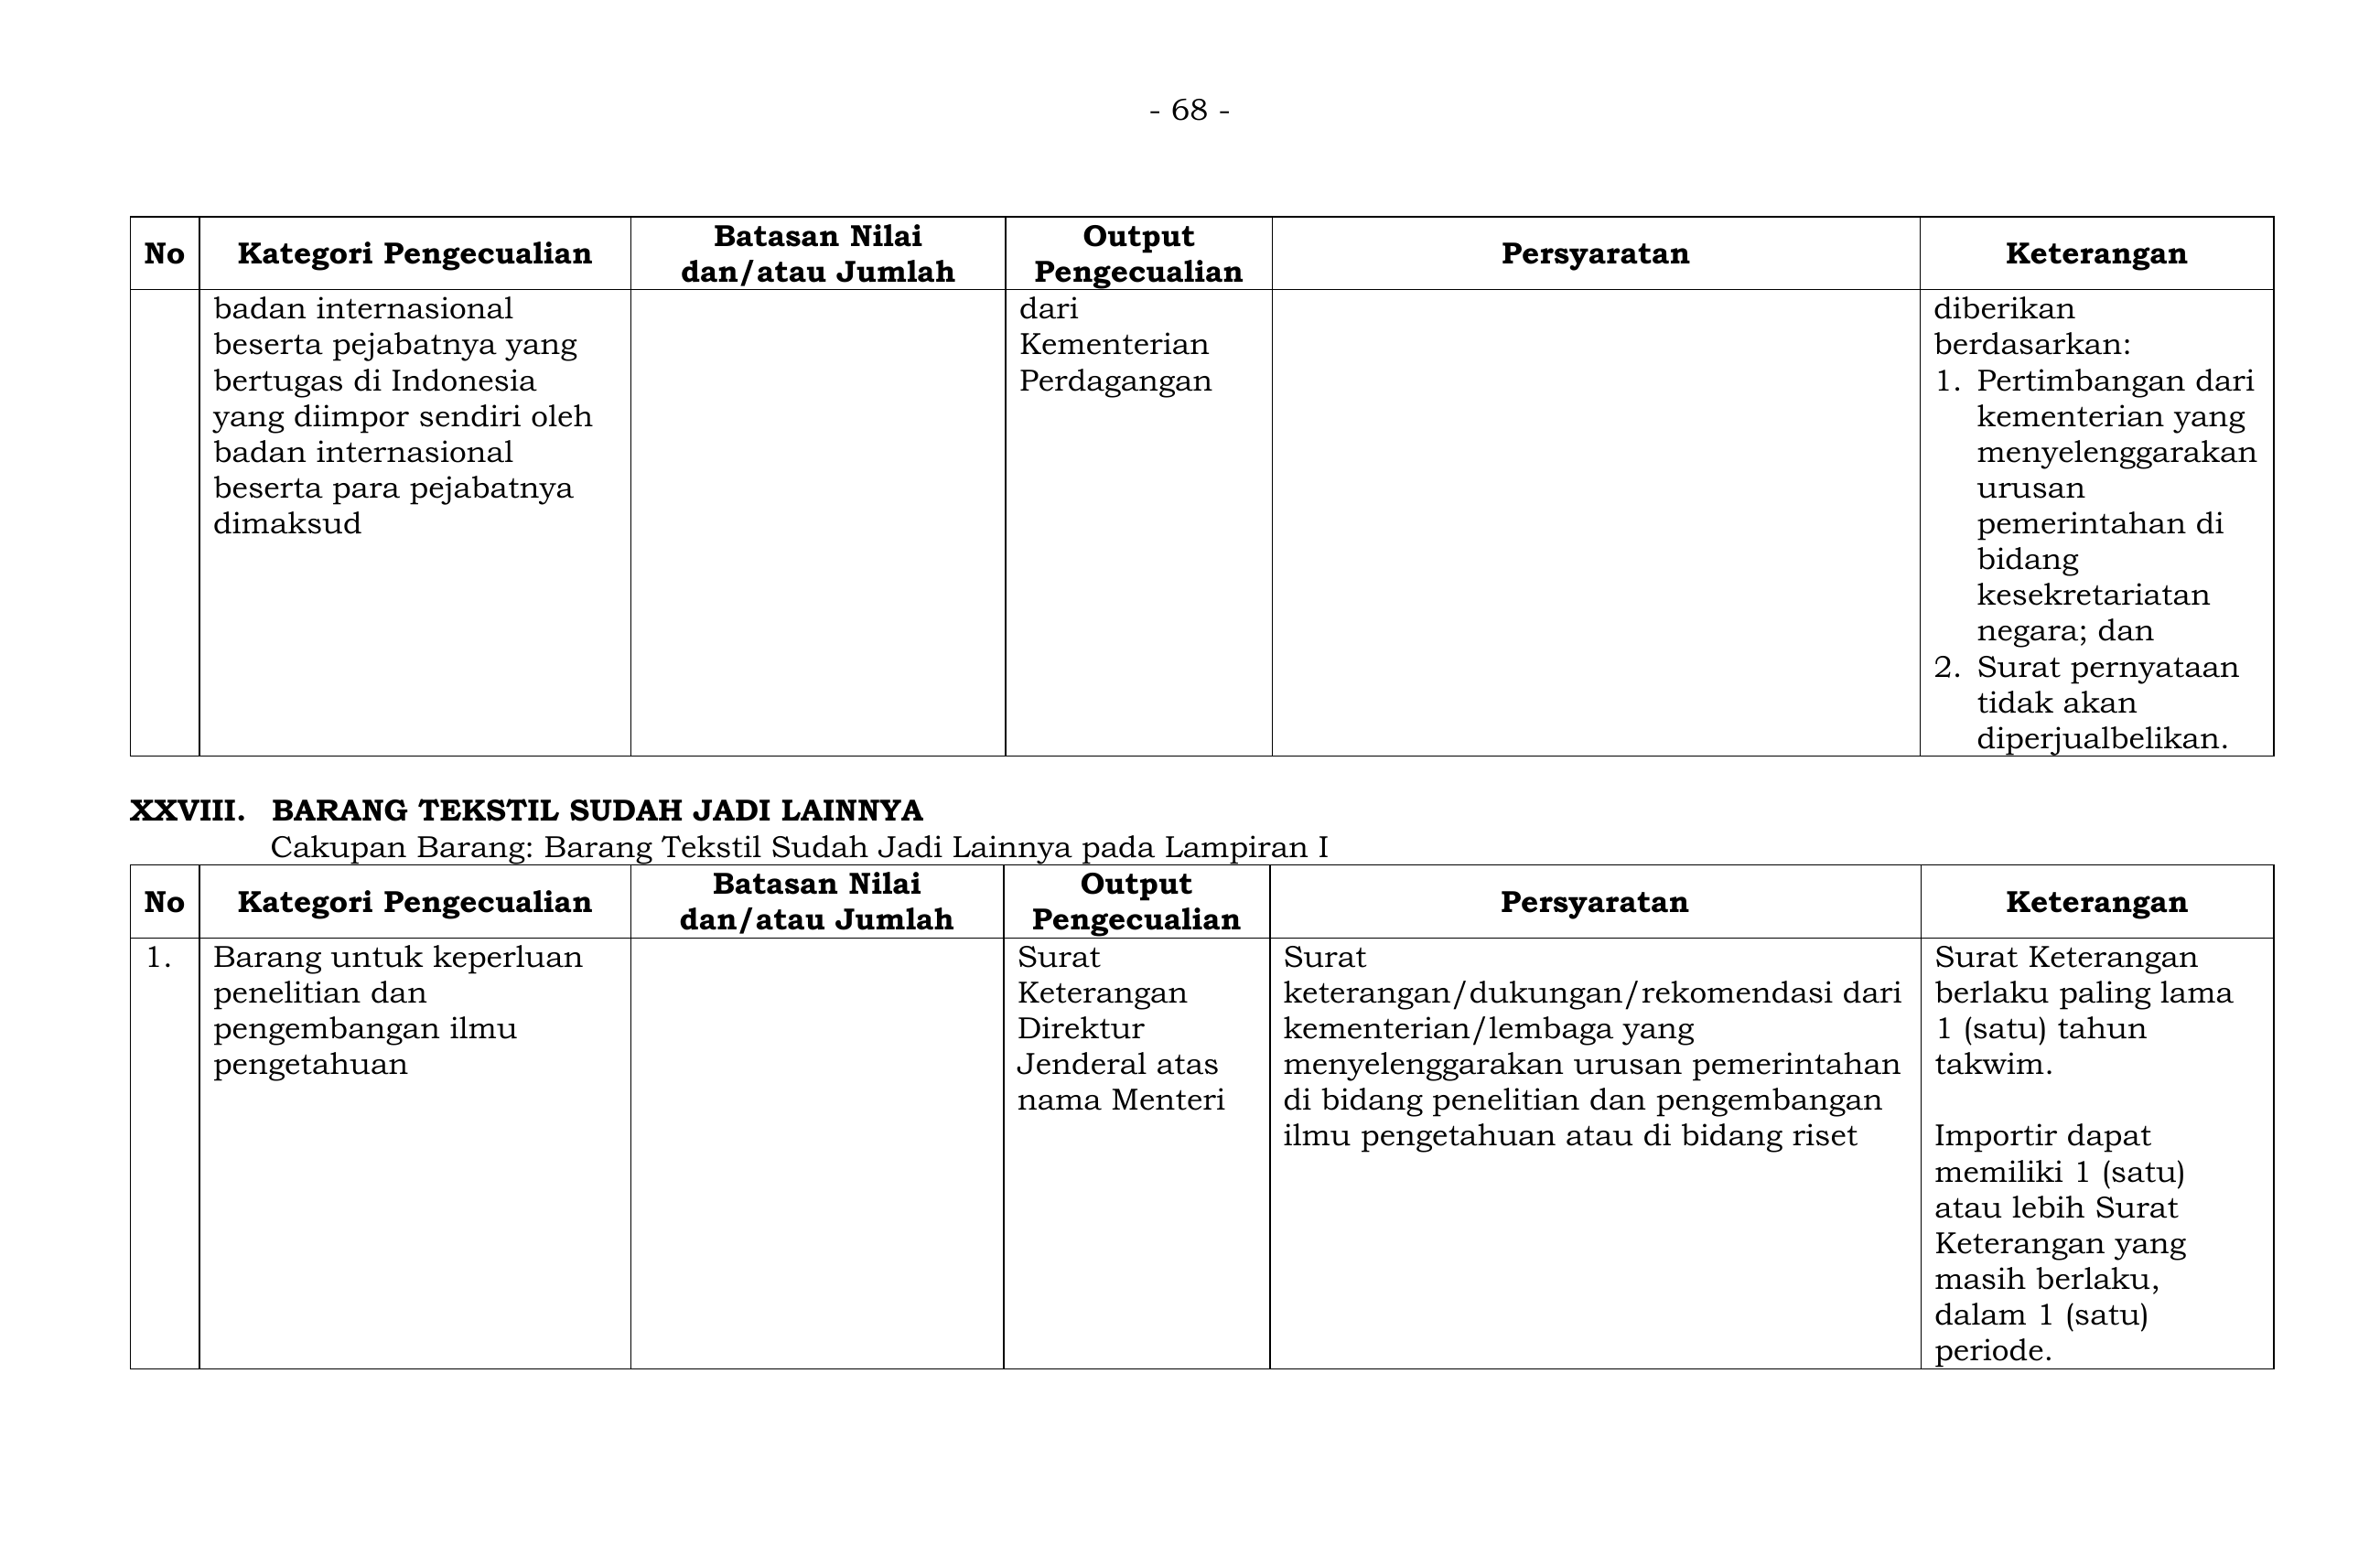 - 68 -
No
Kategori Pengecualian
Batasan Nilai
dan/atau Jumlah
Output
Pengecualian
Persyaratan
Keterangan
badan internasional
beserta pejabatnya yang
bertugas di Indonesia
yang diimpor sendiri oleh
badan internasional
beserta para pejabatnya
dimaksud
dari
Kementerian
Perdagangan
diberikan
berdasarkan:
1. Pertimbangan dari
kementerian yang
menyelenggarakan
urusan
pemerintahan di
bidang
kesekretariatan
negara; dan
2. Surat pernyataan
tidak akan
diperjualbelikan.
XXVIII. BARANG TEKSTIL SUDAH JADI LAINNYA
Cakupan Barang: Barang Tekstil Sudah Jadi Lainnya pada Lampiran I
No
Kategori Pengecualian
Batasan Nilai
dan/atau Jumlah
Output
Pengecualian
Persyaratan
Keterangan
1.
Barang untuk keperluan
penelitian dan
pengembangan ilmu
pengetahuan
Surat
Keterangan
Direktur
Jenderal atas
nama Menteri
Surat
keterangan/dukungan/rekomendasi dari
kementerian/lembaga yang
menyelenggarakan urusan pemerintahan
di bidang penelitian dan pengembangan
ilmu pengetahuan atau di bidang riset
Surat Keterangan
berlaku paling lama
1 (satu) tahun
takwim.
Importir dapat
memiliki 1 (satu)
atau lebih Surat
Keterangan yang
masih berlaku,
dalam 1 (satu)
periode.